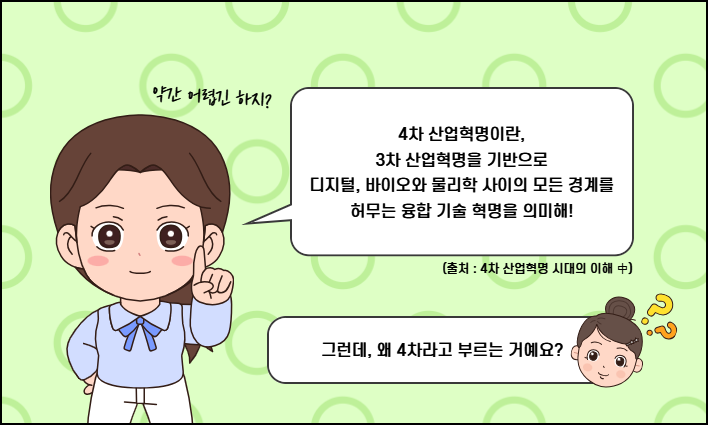 약간 어렵긴 하지?
4차 산업혁명이란,
3차 산업혁명을 기반으로
디지털, 바이오와 물리학 사이의 모든 경계를
허무는 융합 기술 혁명을 의미해!
(출처 : 4차 산업혁명 시대의 이해 中)
그런데, 왜 4차라고 부르는 거예요?
??